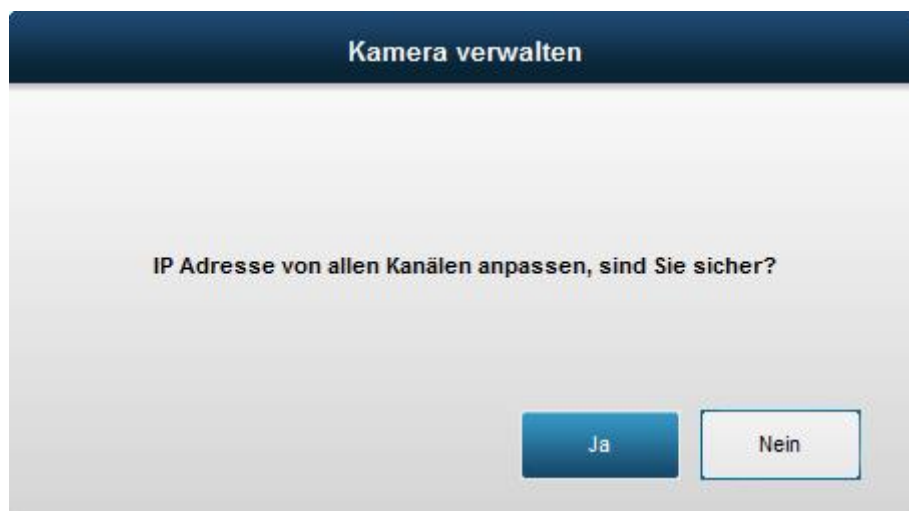 Kamera verwalten
IP Adresse von allen Kanälen anpassen, sind Sie sicher?
Ja
Nein